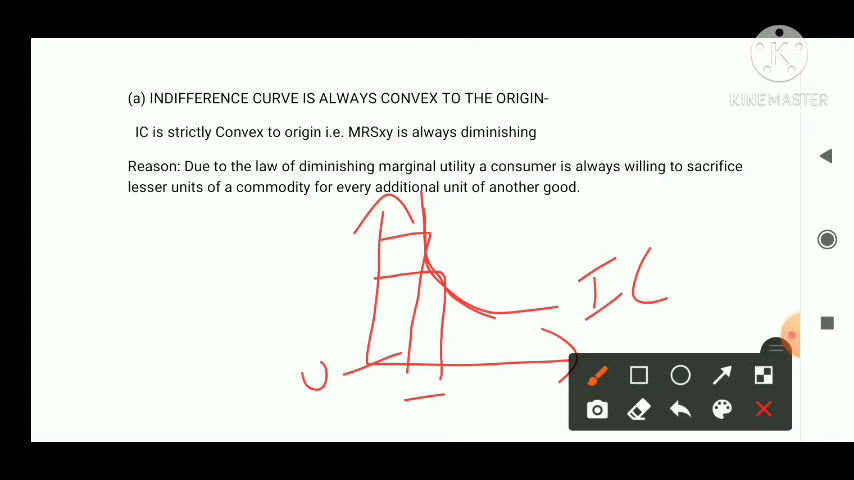 KINEMASTER
(a) INDIFFERENCE CURVE IS ALWAYS CONVEX TO THE ORIGIN-
IC is strictly Convex to origin i.e. MRSxy is always diminishing
Reason: Due to the law of diminishing marginal utility a consumer is always willing to sacrifice
lesser units of a commodity for every additional unit of another good.
IC
O